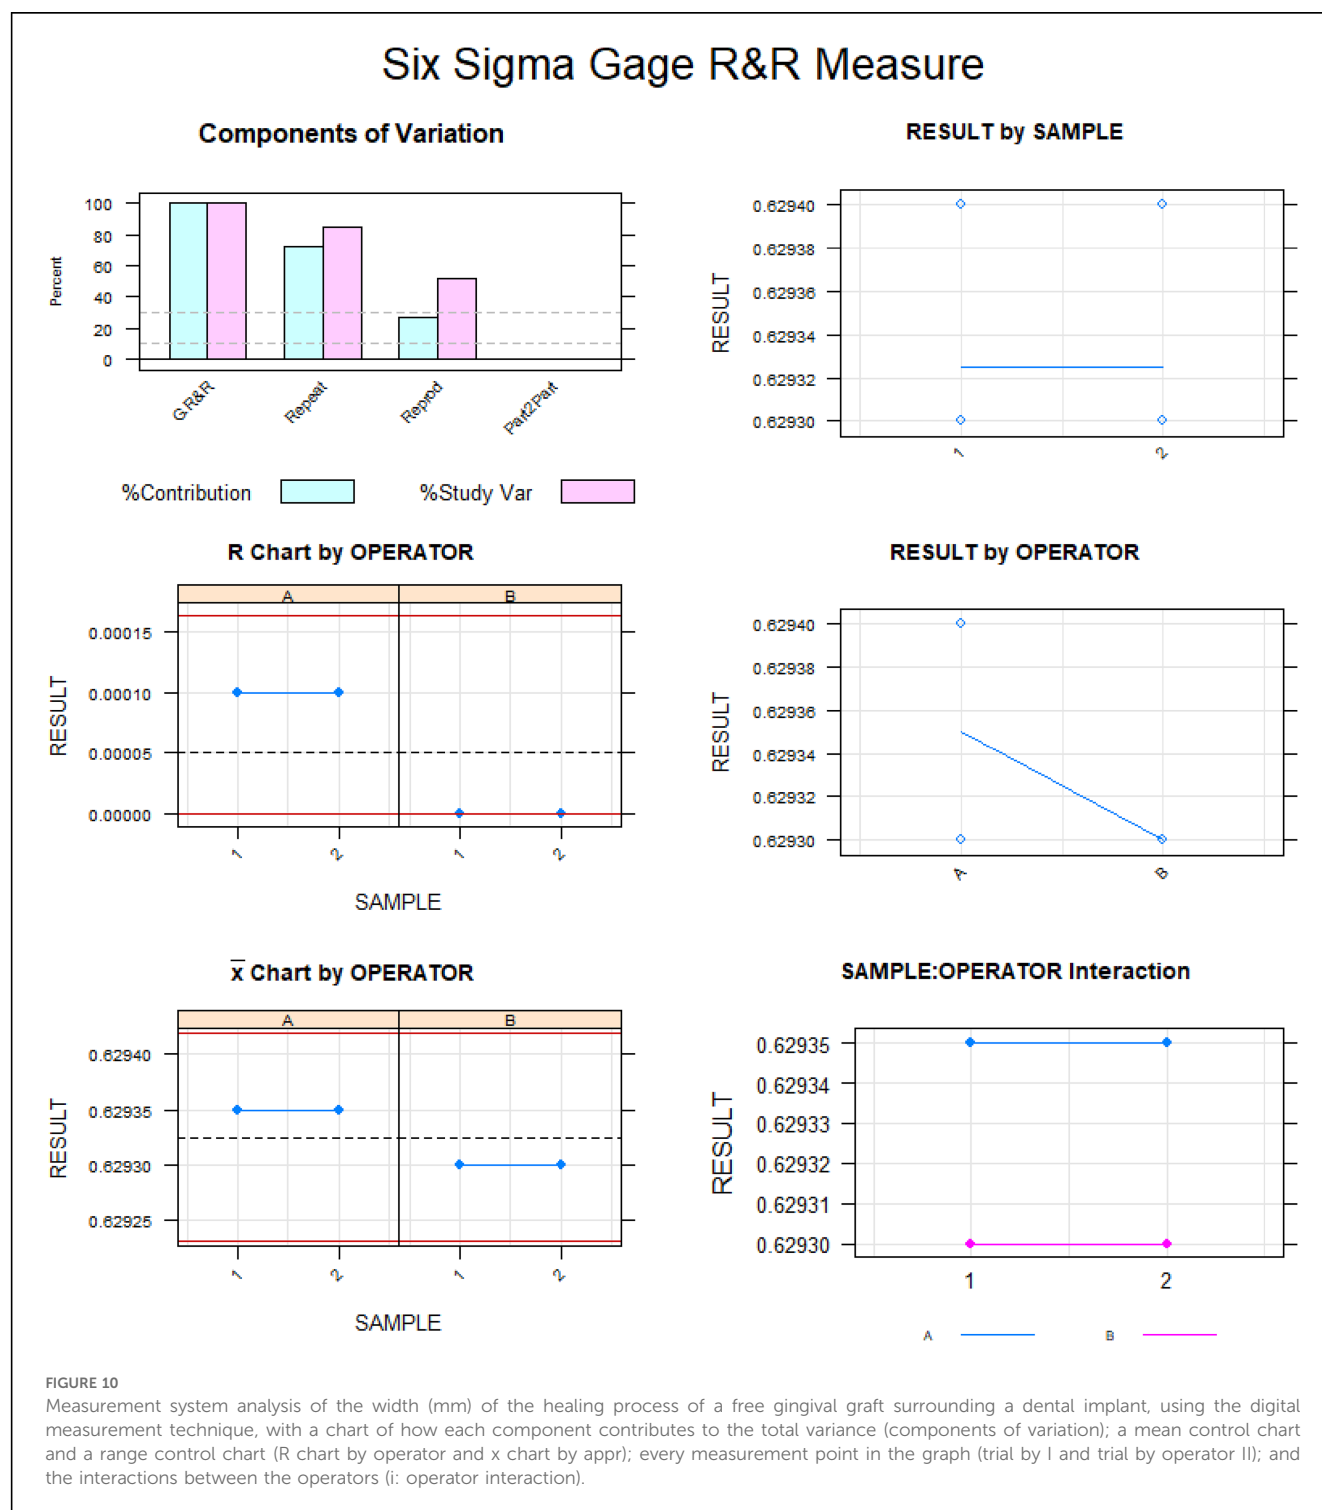 Six Sigma Gage R&R Measure
Components of Variation
Percent
100
80
60
40
20
0
G.R&R
Repeat
Reprod
Part2Part
%Contribution
%Study Var
RESULT by SAMPLE
RESULT
0.62940
0.62938
0.62936
0.62934
0.62932
0.62930
1
2
R Chart by OPERATOR
A
B
RESULT
0.00015
0.00010
0.00005
0.00000
1
2
1
2
SAMPLE
RESULT by OPERATOR
RESULT
0.62940
0.62938
0.62936
0.62934
0.62932
0.62930
A
B
x̅ Chart by OPERATOR
A
B
RESULT
0.62940
0.62935
0.62930
0.62925
1
2
1
2
SAMPLE
SAMPLE:OPERATOR Interaction
RESULT
0.62935
0.62934
0.62933
0.62932
0.62931
0.62930
1
2
A
B
FIGURE 10
Measurement system analysis of the width (mm) of the healing process of a free gingival graft surrounding a dental implant, using the digital
measurement technique, with a chart of how each component contributes to the total variance (components of variation); a mean control chart
and a range control chart (R chart by operator and x chart by appr); every measurement point in the graph (trial by I and trial by operator II); and
the interactions between the operators (i: operator interaction).